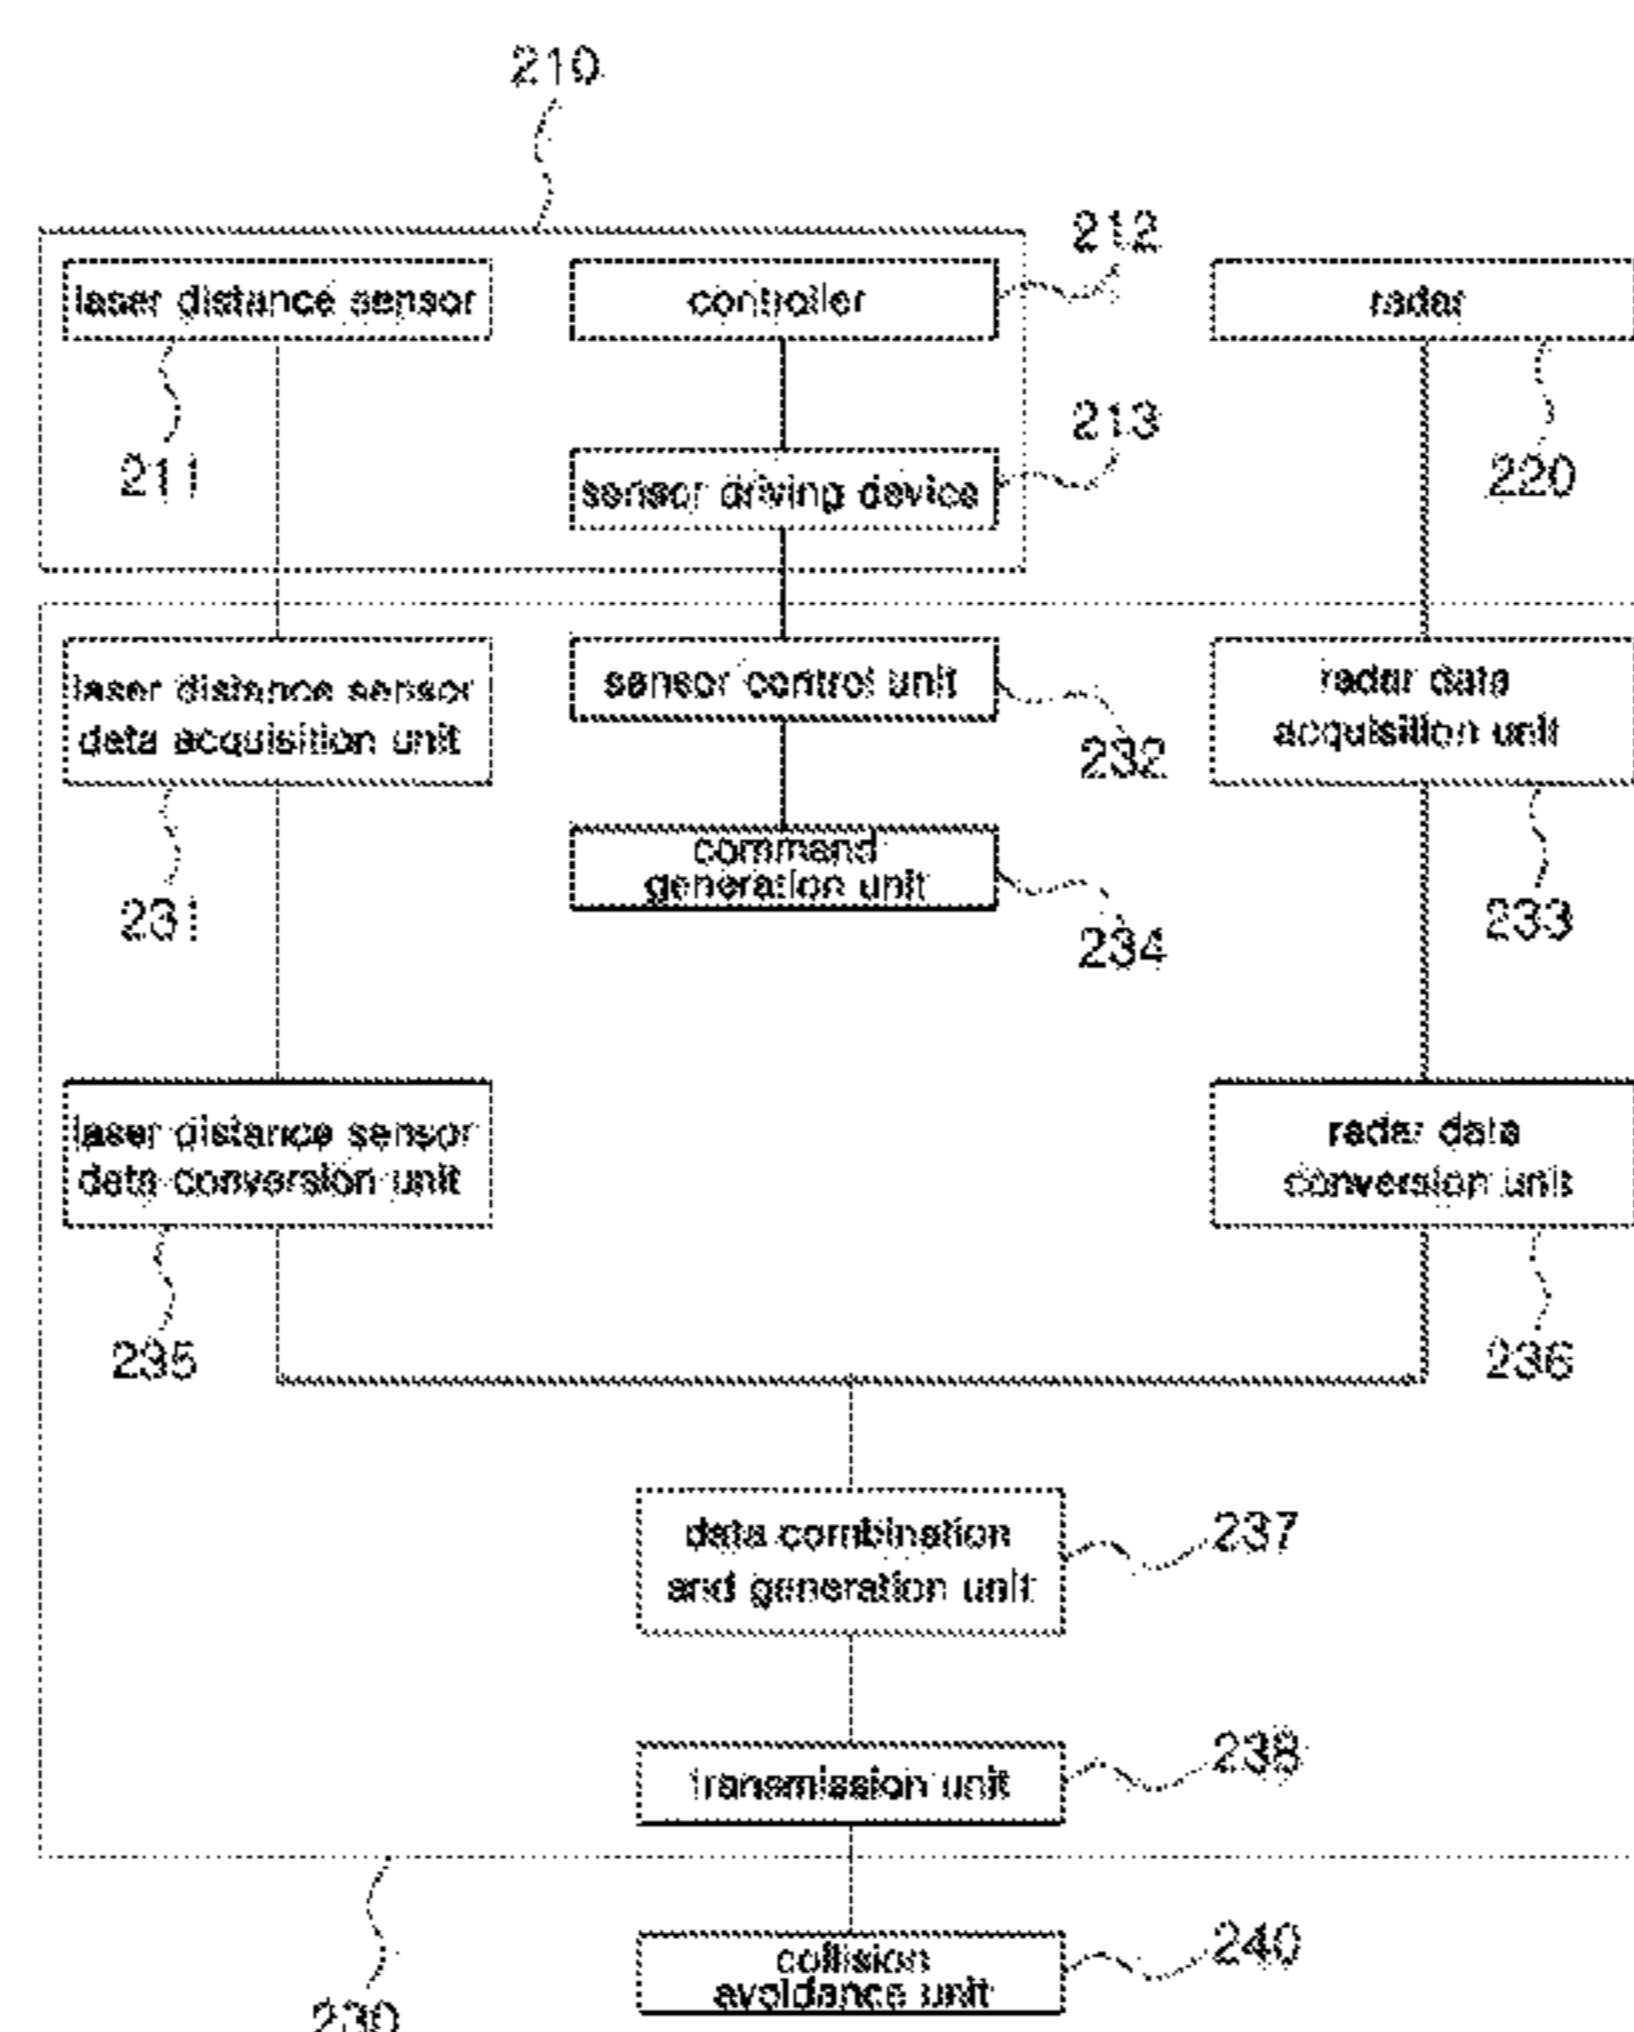 210
212
laser distance sensor
controller
radar
213
211
sensor driving device
220
laser distance sensor
data acquisition unit
sensor control unit
radar data
acquisition unit
232
command
generation unit
231
234
233
laser distance sensor
data conversion unit
radar data
conversion unit
235
236
data combination
and generation unit
237
transmission unit
238
collision
avoidance unit
240
230